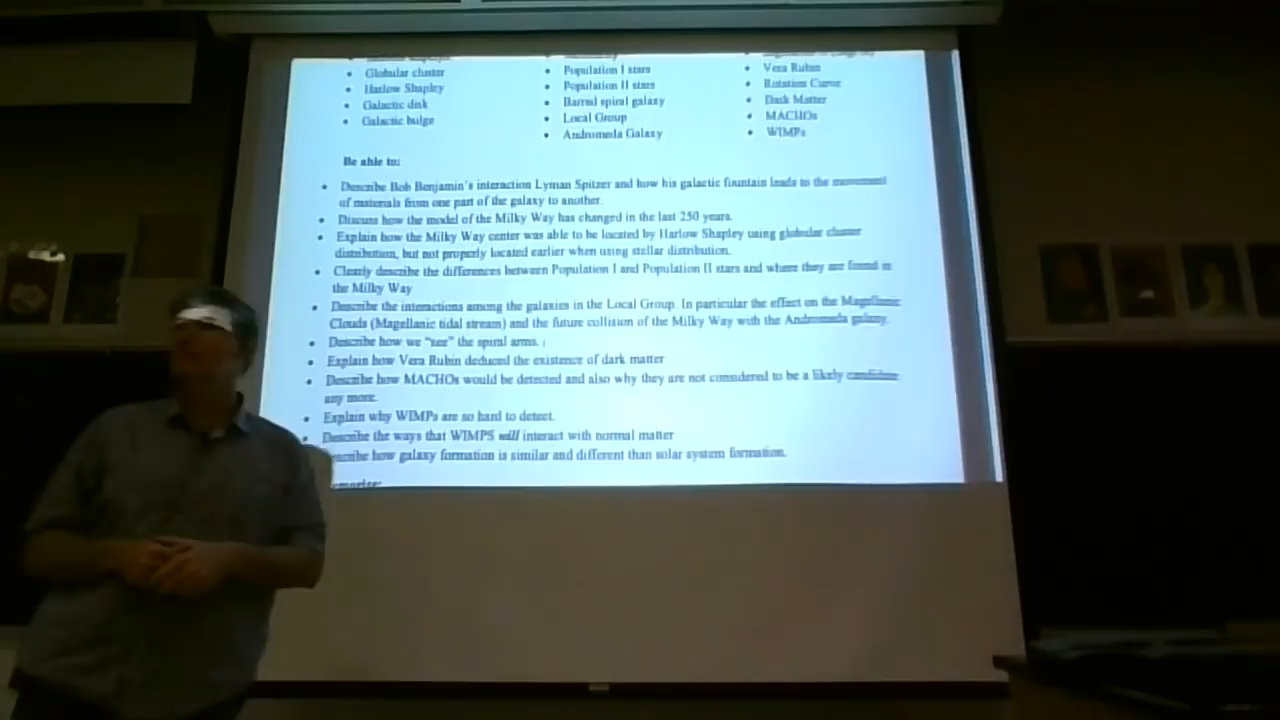 Globular cluster
Harlow Shapley
Galactic disk
Galactic bulge
Population I stars
Population II stars
Barred spiral galaxy
Local Group
Andromeda Galaxy
Vera Rubin
Rotation Curve
Dark Matter
MACHOs
WIMPs
Be able to:
Describe Bob Benjamin's interaction Lyman Spitzer and how his galactic fountain leads to the movement
of materials from one part of the galaxy to another.
Discuss how the model of the Milky Way has changed in the last 250 years.
Explain how the Milky Way center was able to be located by Harlow Shapley using globular cluster
distribution, but not properly located earlier when using stellar distribution.
Clearly describe the differences between Population I and Population II stars and where they are found in
the Milky Way
Describe the interactions among the galaxies in the Local Group. In particular the effect on the Magellanic
Clouds (Magellanic tidal stream) and the future collision of the Milky Way with the Andromeda galaxy.
Describe how we "see" the spiral arms.
Explain how Vera Rubin deduced the existence of dark matter
Describe how MACHOs would be detected and also why they are not considered to be a likely candidate
any more.
Explain why WIMPs are so hard to detect.
Describe the ways that WIMPS will interact with normal matter
how galaxy formation is similar and different than solar system formation.